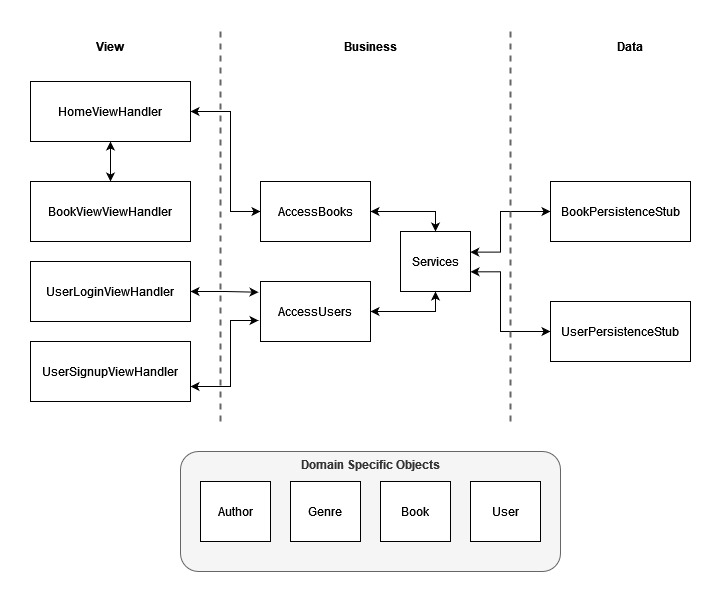 View
Business
Data
HomeViewHandler
BookViewViewHandler
AccessBooks
BookPersistenceStub
Services
UserLoginViewHandler
AccessUsers
UserPersistenceStub
UserSignupViewHandler
Domain Specific Objects
Author
Genre
Book
User